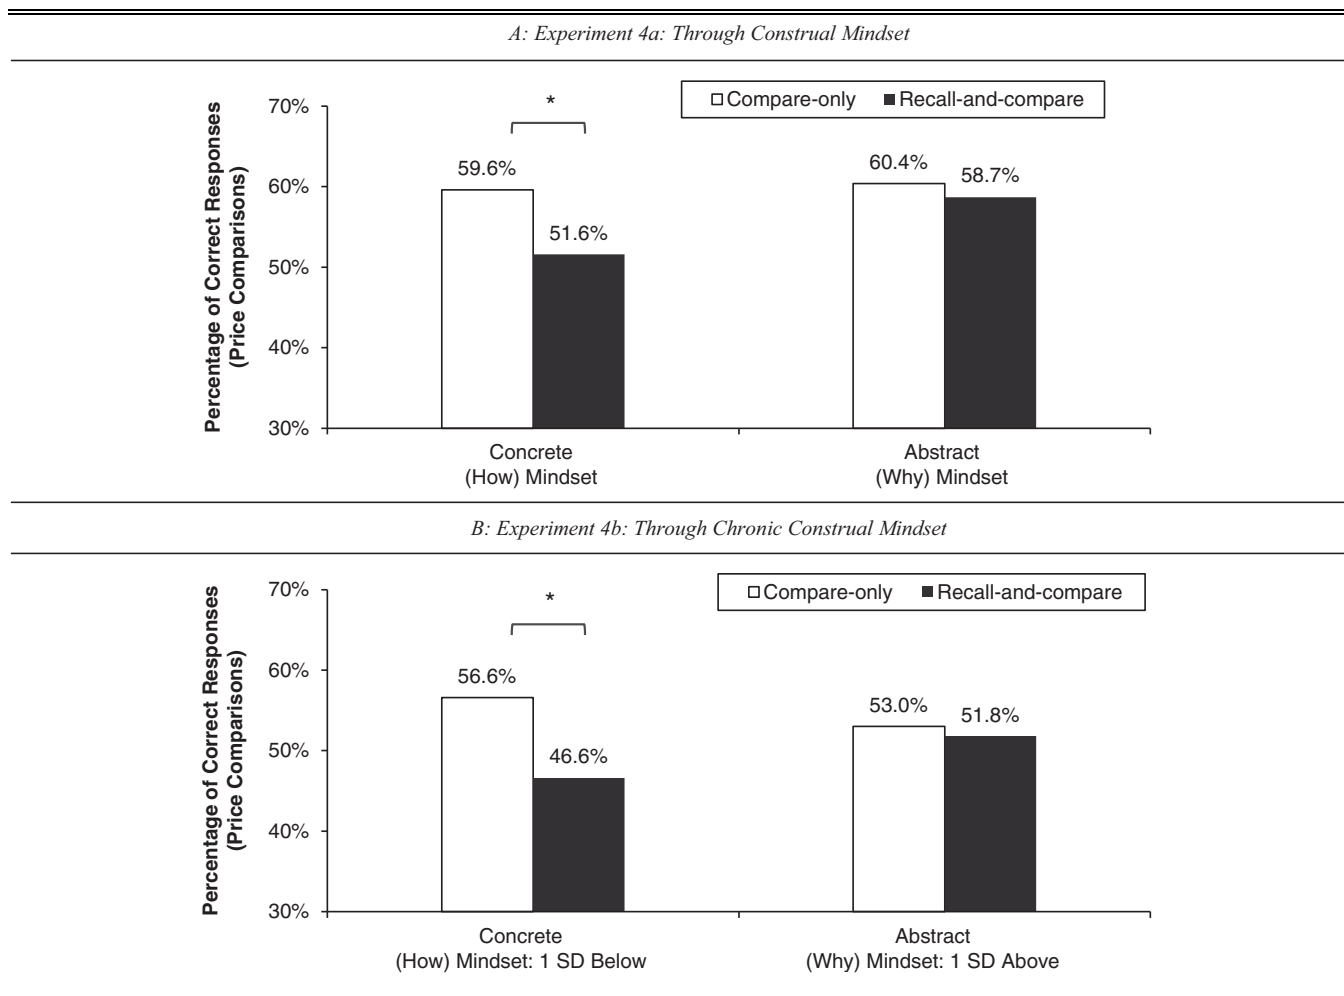 A: Experiment 4a: Through Construal Mindset
Percentage of Correct Responses
(Price Comparisons)
70%
60%
50%
40%
30%
*
Compare-only
Recall-and-compare
59.6%
51.6%
60.4%
58.7%
Concrete
(How) Mindset
Abstract
(Why) Mindset
B: Experiment 4b: Through Chronic Construal Mindset
Percentage of Correct Responses
(Price Comparisons)
70%
60%
50%
40%
30%
*
Compare-only
Recall-and-compare
56.6%
46.6%
53.0%
51.8%
Concrete
(How) Mindset: 1 SD Below
Abstract
(Why) Mindset: 1 SD Above